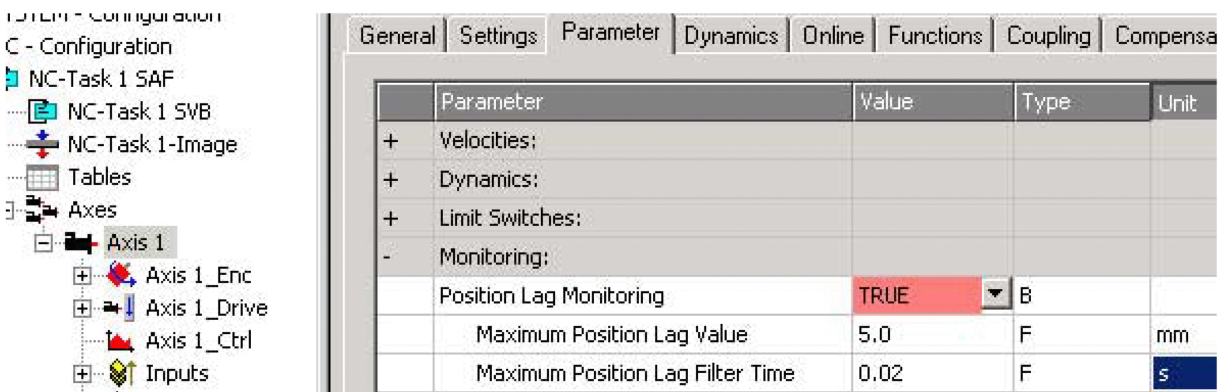 C - Configuration
NC-Task 1 SAF
NC-Task 1 SVB
NC-Task 1-Image
Tables
Axes
Axis 1
Axis 1_Enc
Axis 1_Drive
Axis 1_Ctrl
Inputs
General Settings Parameter Dynamics Online Functions Coupling Compensa
Parameter Value Type Unit
+ Velocities:
+ Dynamics:
+ Limit Switches:
- Monitoring:
Position Lag Monitoring TRUE B
Maximum Position Lag Value 5.0 F mm
Maximum Position Lag Filter Time 0.02 F s